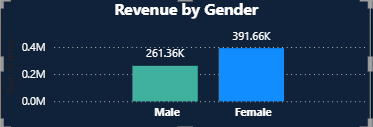 Revenue by Gender
391.66K
0.4M
261.36K
0.2M
0.0M
Male Female